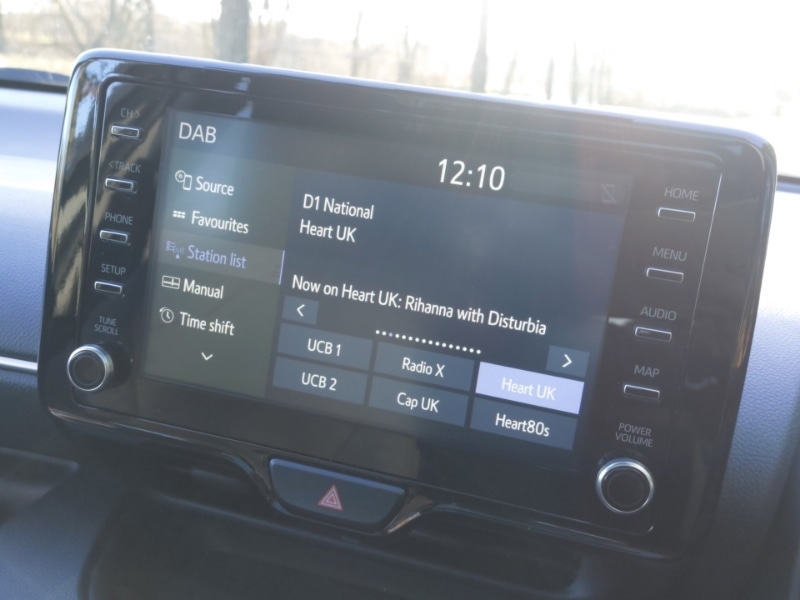 DAB
12:10
CH >
< TRACK
PHONE
SETUP
TUNE
SCROLL
Source
Favourites
Station list
Manual
Time shift
D1 National
Heart UK
Now on Heart UK: Rihanna with Disturbia
<
>
UCB 1
Radio X
Heart UK
UCB 2
Cap UK
Heart80s
HOME
MENU
AUDIO
MAP
POWER
VOLUME